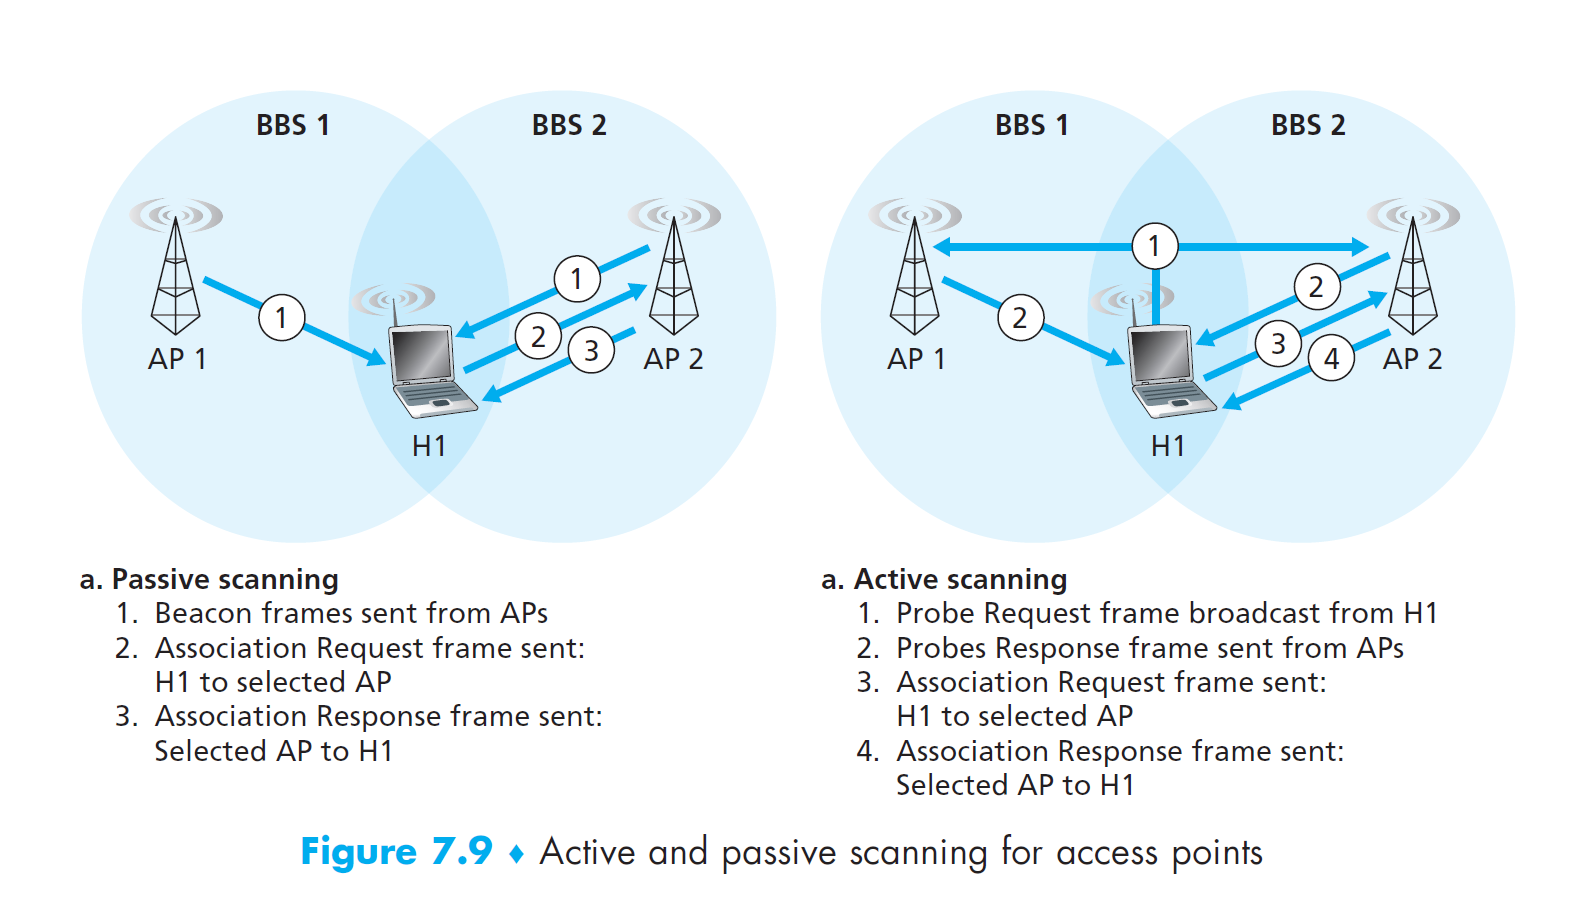 BBS 1
BBS 2
1
1
2
3
AP 1
AP 2
H1
BBS 1
BBS 2
1
2
2
3
4
AP 1
AP 2
H1
a. Passive scanning
1. Beacon frames sent from APs
2. Association Request frame sent:
H1 to selected AP
3. Association Response frame sent:
Selected AP to H1
a. Active scanning
1. Probe Request frame broadcast from H1
2. Probes Response frame sent from APs
3. Association Request frame sent:
H1 to selected AP
4. Association Response frame sent:
Selected AP to H1
Figure 7.9 ♦ Active and passive scanning for access points